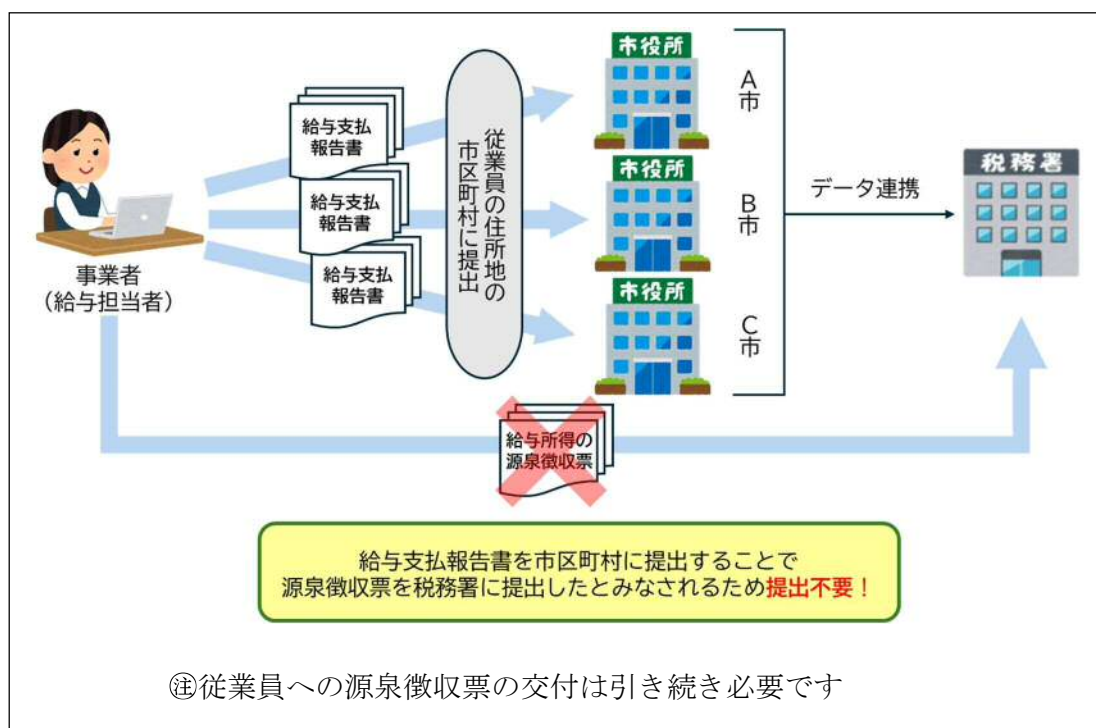 市役所
A市
給与支払
報告書
従業員の住所地の
市区町村に提出
税務署
データ連携
給与支払
報告書
市役所
B市
給与支払
報告書
事業者
(給与担当者)
市役所
C市
給与所得の
源泉徴収票
給与支払報告書を市区町村に提出することで
源泉徴収票を税務署に提出したとみなされるため提出不要！
㊟従業員への源泉徴収票の交付は引き続き必要です